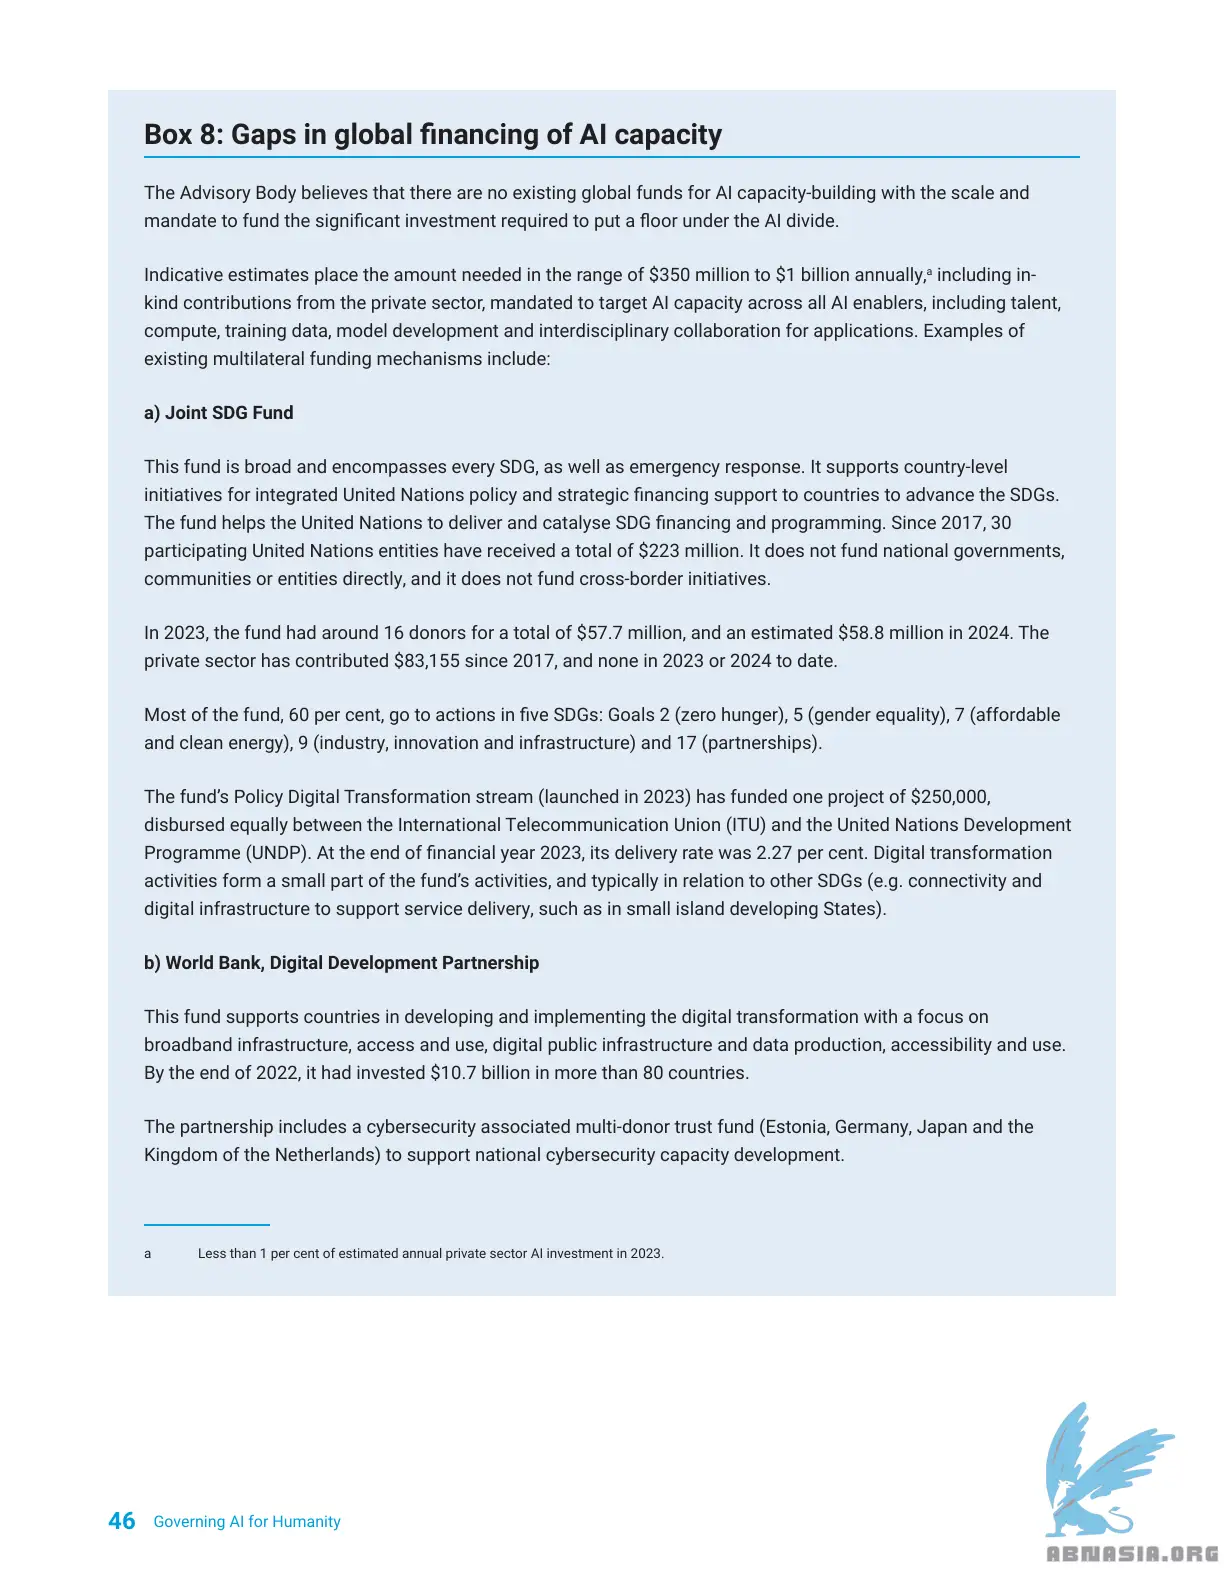 Box 8: Gaps in global financing of AI capacity
The Advisory Body believes that there are no existing global funds for AI capacity-building with the scale and
mandate to fund the significant investment required to put a floor under the AI divide.
Indicative estimates place the amount needed in the range of $350 million to $1 billion annually,ᵃ including in-
kind contributions from the private sector, mandated to target AI capacity across all AI enablers, including talent,
compute, training data, model development and interdisciplinary collaboration for applications. Examples of
existing multilateral funding mechanisms include:
a) Joint SDG Fund
This fund is broad and encompasses every SDG, as well as emergency response. It supports country-level
initiatives for integrated United Nations policy and strategic financing support to countries to advance the SDGs.
The fund helps the United Nations to deliver and catalyse SDG financing and programming. Since 2017, 30
participating United Nations entities have received a total of $223 million. It does not fund national governments,
communities or entities directly, and it does not fund cross-border initiatives.
In 2023, the fund had around 16 donors for a total of $57.7 million, and an estimated $58.8 million in 2024. The
private sector has contributed $83,155 since 2017, and none in 2023 or 2024 to date.
Most of the fund, 60 per cent, go to actions in five SDGs: Goals 2 (zero hunger), 5 (gender equality), 7 (affordable
and clean energy), 9 (industry, innovation and infrastructure) and 17 (partnerships).
The fund’s Policy Digital Transformation stream (launched in 2023) has funded one project of $250,000,
disbursed equally between the International Telecommunication Union (ITU) and the United Nations Development
Programme (UNDP). At the end of financial year 2023, its delivery rate was 2.27 per cent. Digital transformation
activities form a small part of the fund’s activities, and typically in relation to other SDGs (e.g. connectivity and
digital infrastructure to support service delivery, such as in small island developing States).
b) World Bank, Digital Development Partnership
This fund supports countries in developing and implementing the digital transformation with a focus on
broadband infrastructure, access and use, digital public infrastructure and data production, accessibility and use.
By the end of 2022, it had invested $10.7 billion in more than 80 countries.
The partnership includes a cybersecurity associated multi-donor trust fund (Estonia, Germany, Japan and the
Kingdom of the Netherlands) to support national cybersecurity capacity development.
a Less than 1 per cent of estimated annual private sector AI investment in 2023.
46 Governing AI for Humanity
ABNASIA.ORG